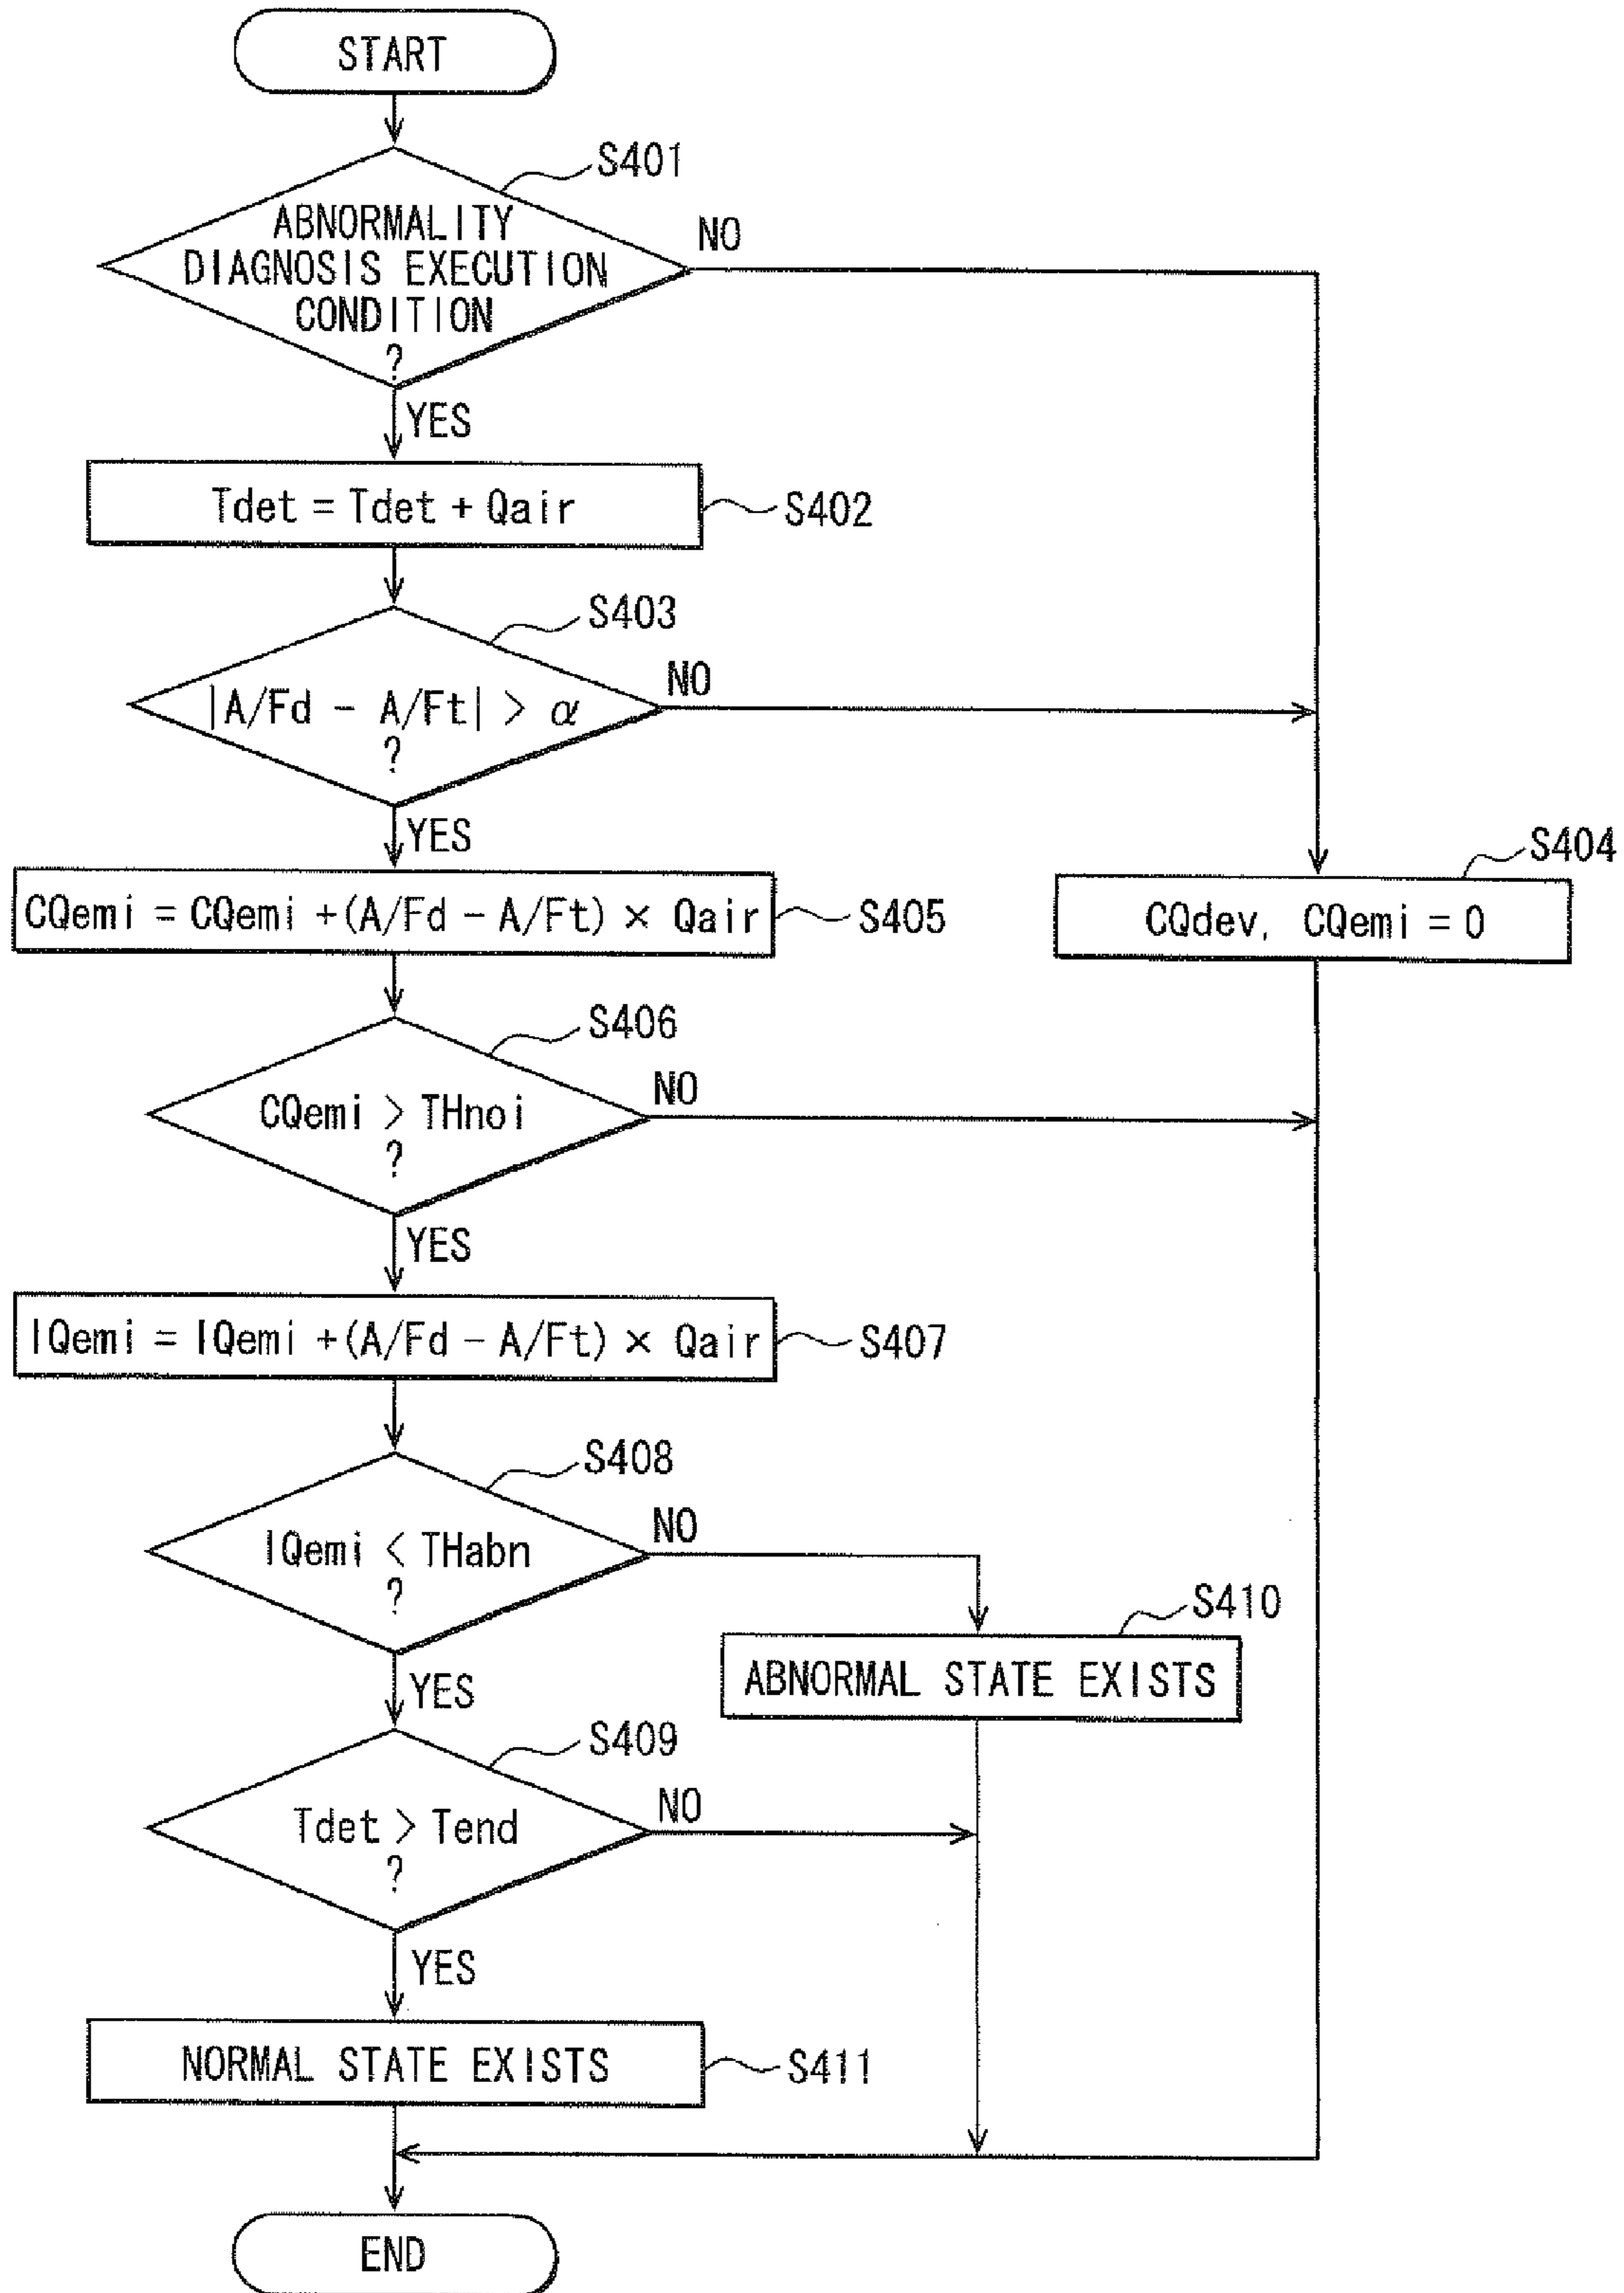 START
S401
ABNORMALITY
DIAGNOSIS EXECUTION
CONDITION
?
NO
YES
Tdet = Tdet + Qair
S402
S403
|A/Fd - A/Ft| > α
?
NO
YES
S404
CQemi = CQemi +(A/Fd - A/Ft) × Qair
S405
CQdev, CQemi = 0
S406
CQemi > THnoi
?
NO
YES
IQemi = IQemi +(A/Fd - A/Ft) × Qair
S407
S408
IQemi < THabn
?
NO
S410
ABNORMAL STATE EXISTS
YES
S409
Tdet > Tend
?
NO
YES
NORMAL STATE EXISTS
S411
END